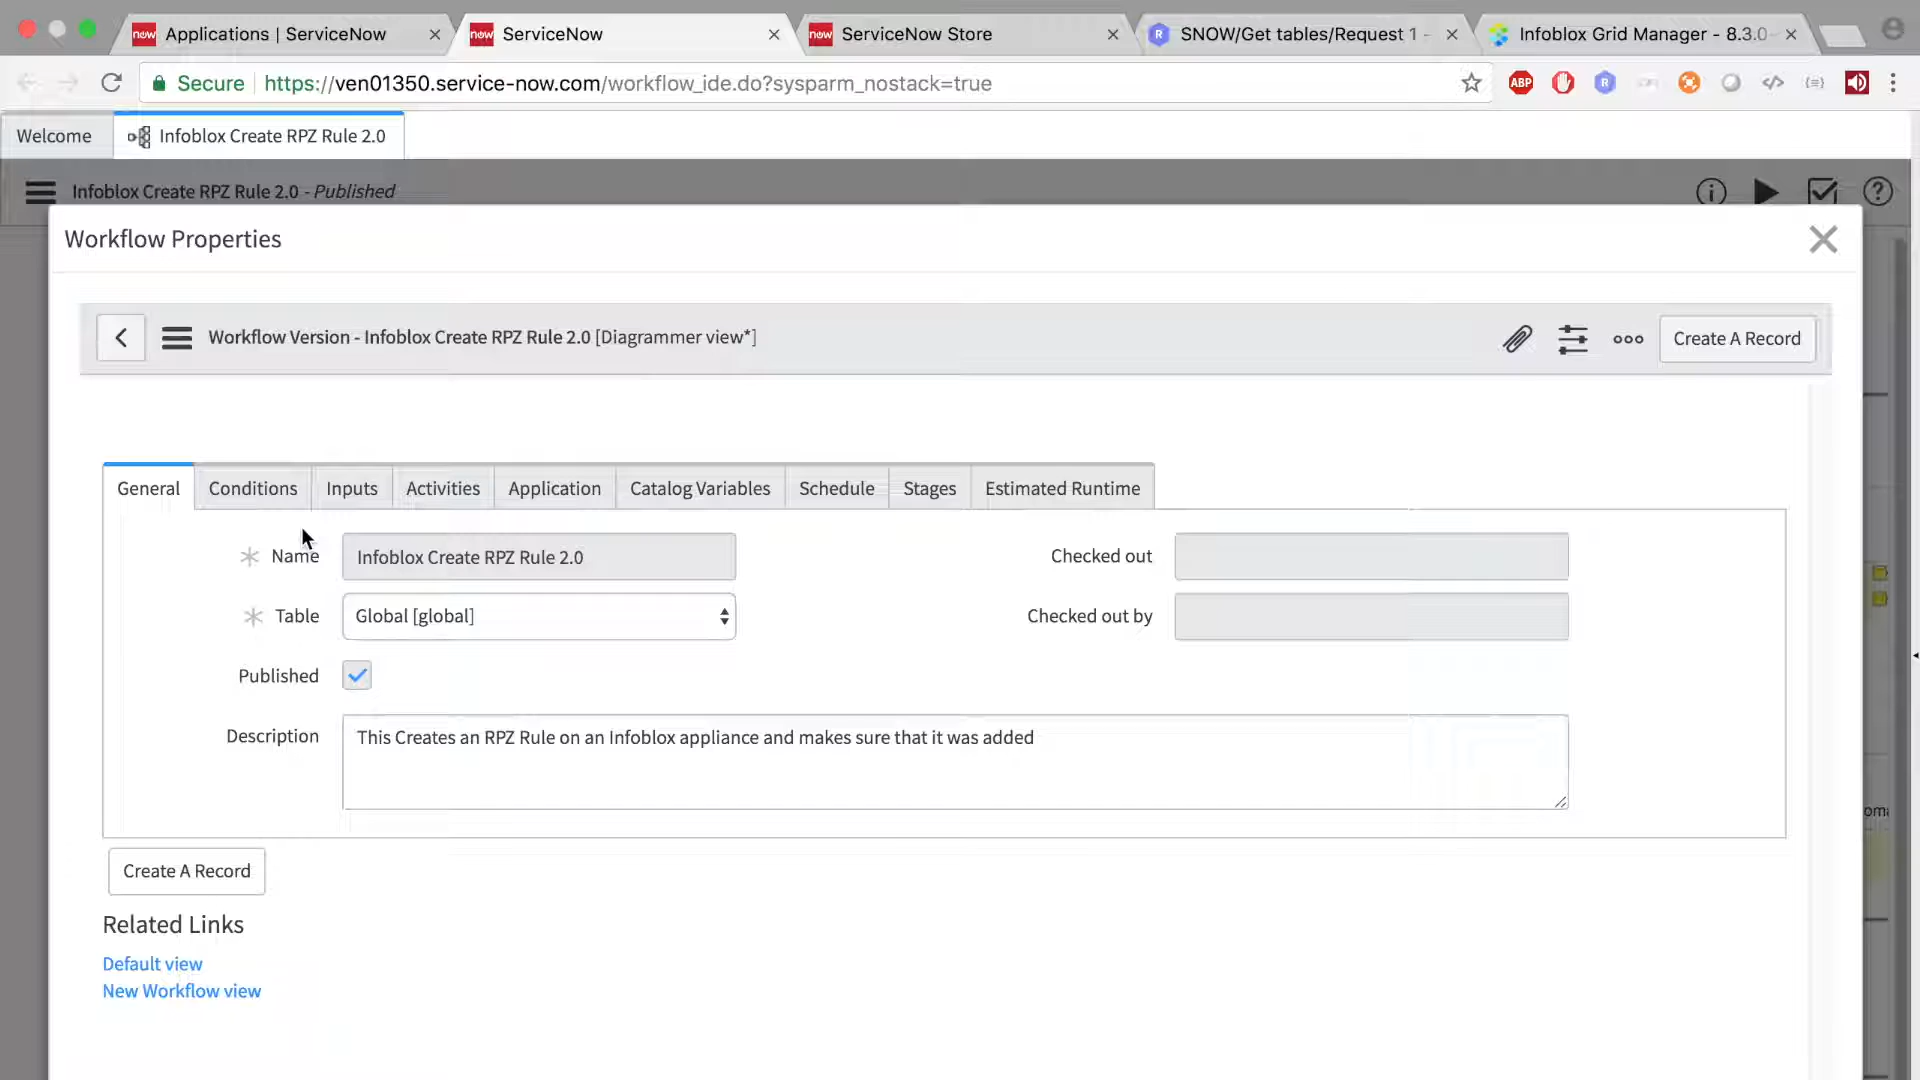 now Applications | ServiceNow
now ServiceNow
now ServiceNow Store
R SNOW/Get tables/Request 1 -
Infoblox Grid Manager - 8.3.0-
Secure https://ven01350.service-now.com/workflow_ide.do?sysparm_nostack=true
ABP R
Welcome
Infoblox Create RPZ Rule 2.0
Infoblox Create RPZ Rule 2.0 - Published
Workflow Properties
Workflow Version - Infoblox Create RPZ Rule 2.0 [Diagrammer view*]
Create A Record
General Conditions Inputs Activities Application Catalog Variables Schedule Stages Estimated Runtime
Name Infoblox Create RPZ Rule 2.0
Checked out
Table Global [global]
Checked out by
Published
Description This Creates an RPZ Rule on an Infoblox appliance and makes sure that it was added
Create A Record
Related Links
Default view
New Workflow view